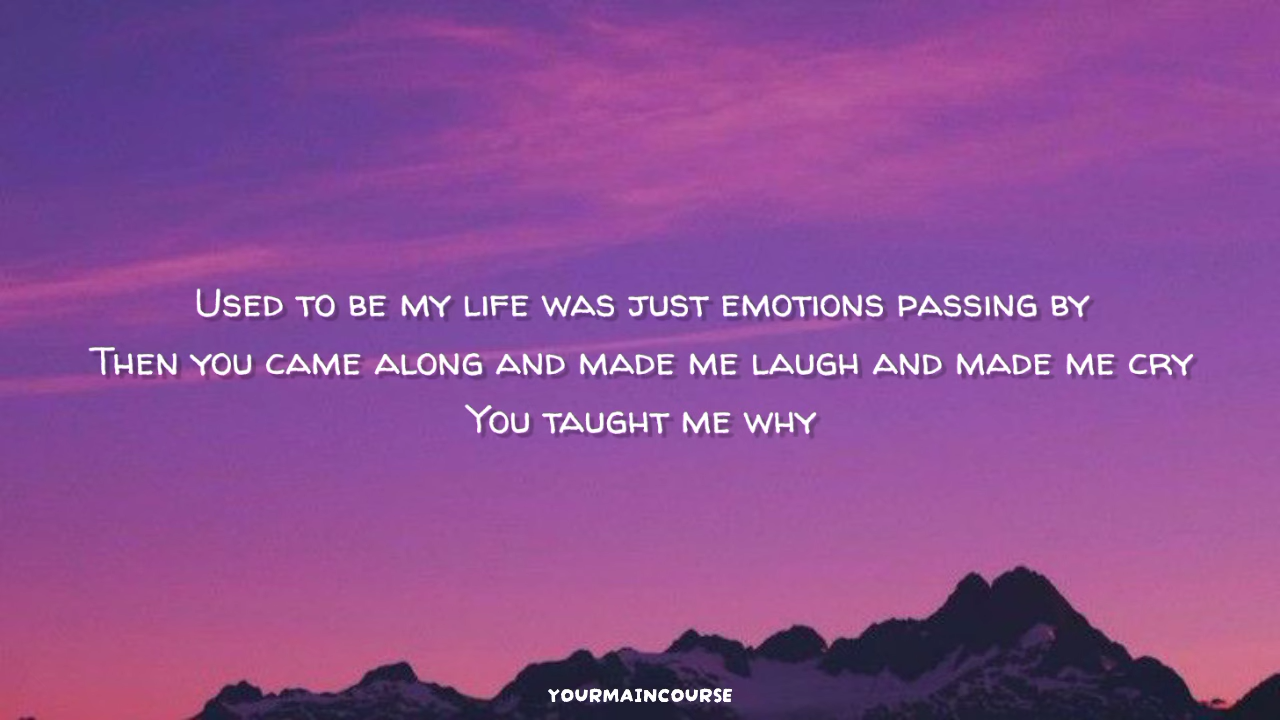 Used to be my life was just emotions passing by
Then you came along and made me laugh and made me cry
You taught me why
YOURMAINCOURSE